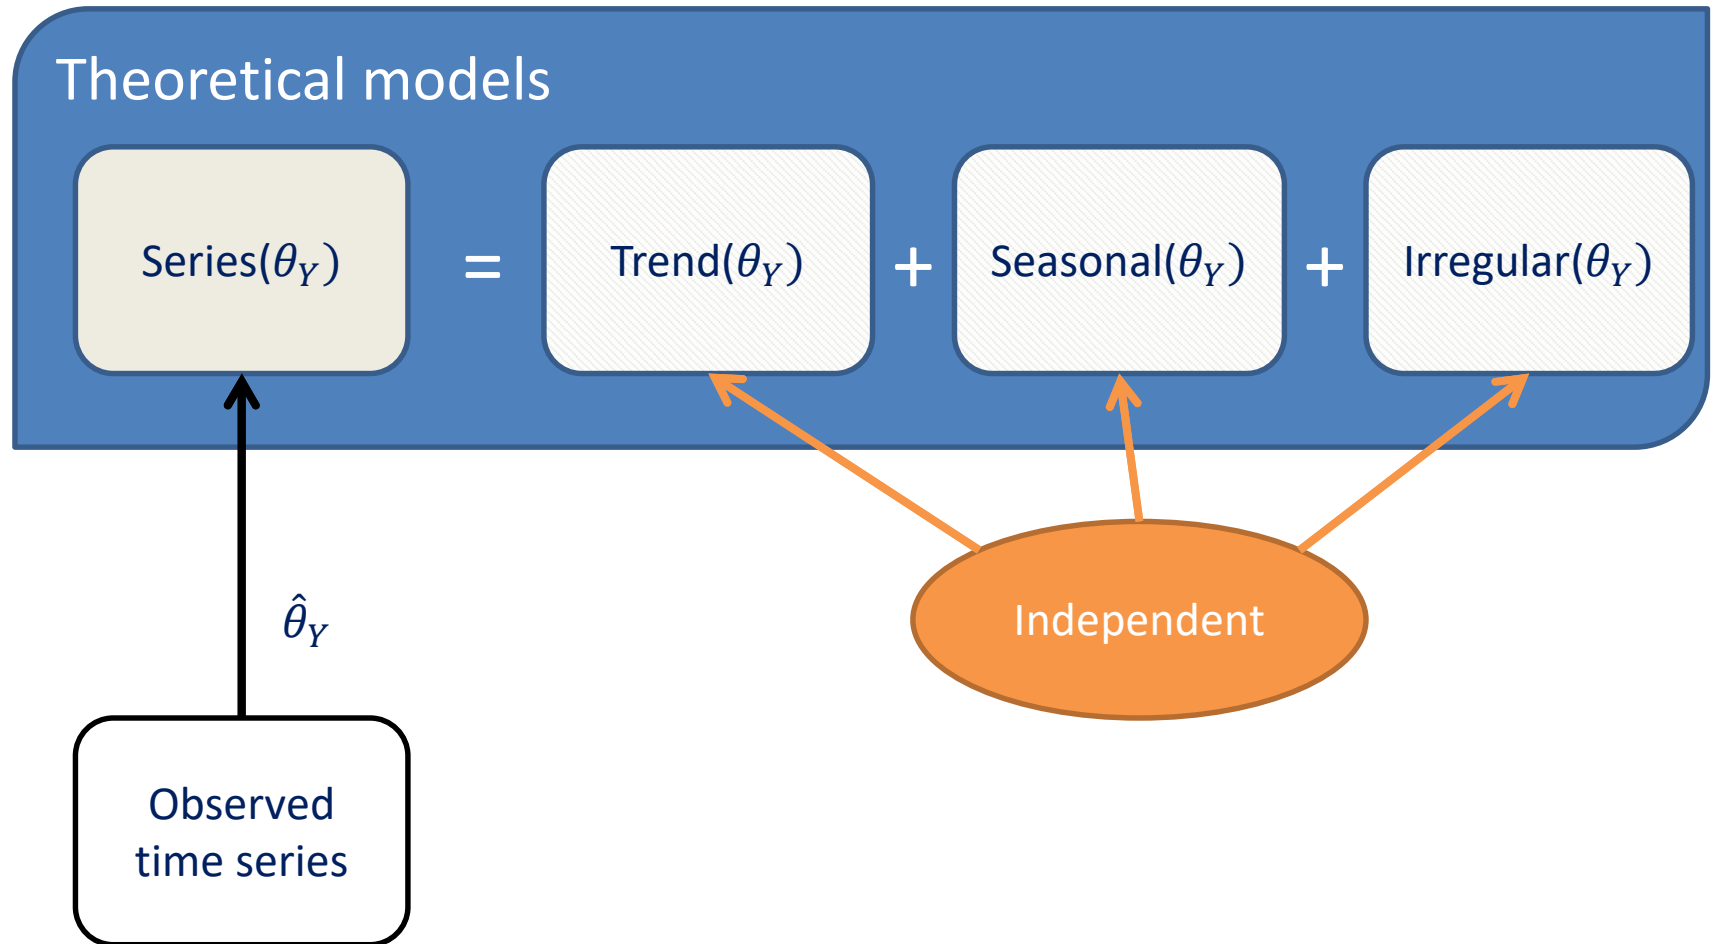 Theoretical models
Series(θ_Y) = Trend(θ_Y) + Seasonal(θ_Y) + Irregular(θ_Y)
θ̂_Y
Independent
Observed
time series